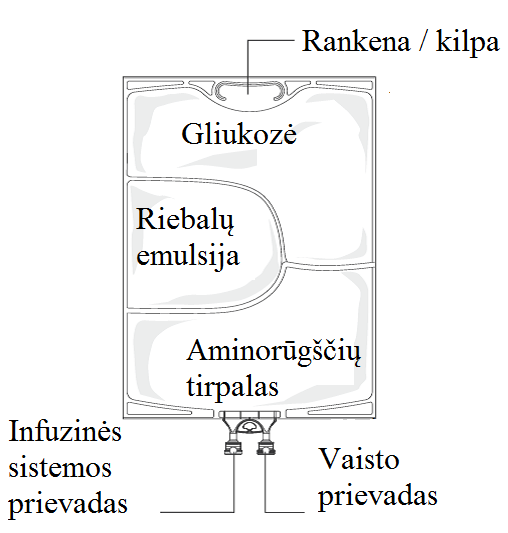 Rankena / kilpa
Gliukozė
Riebalų
emulsija
Aminorūgščių
tirpalas
Infuzinės
sistemos
prievadas
Vaisto
prievadas